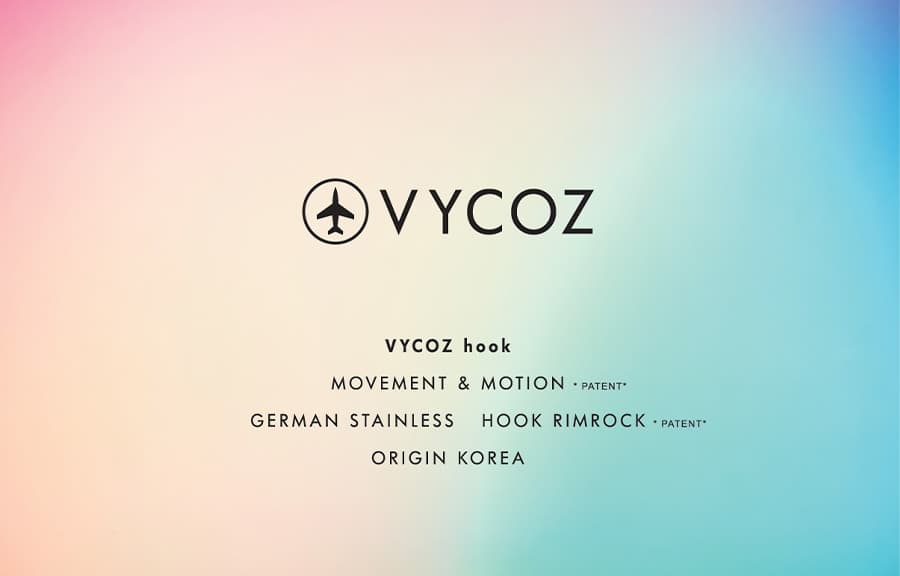 VYCOZ
VYCOZ hook
MOVEMENT & MOTION * PATENT*
GERMAN STAINLESS HOOK RIMROCK * PATENT*
ORIGIN KOREA